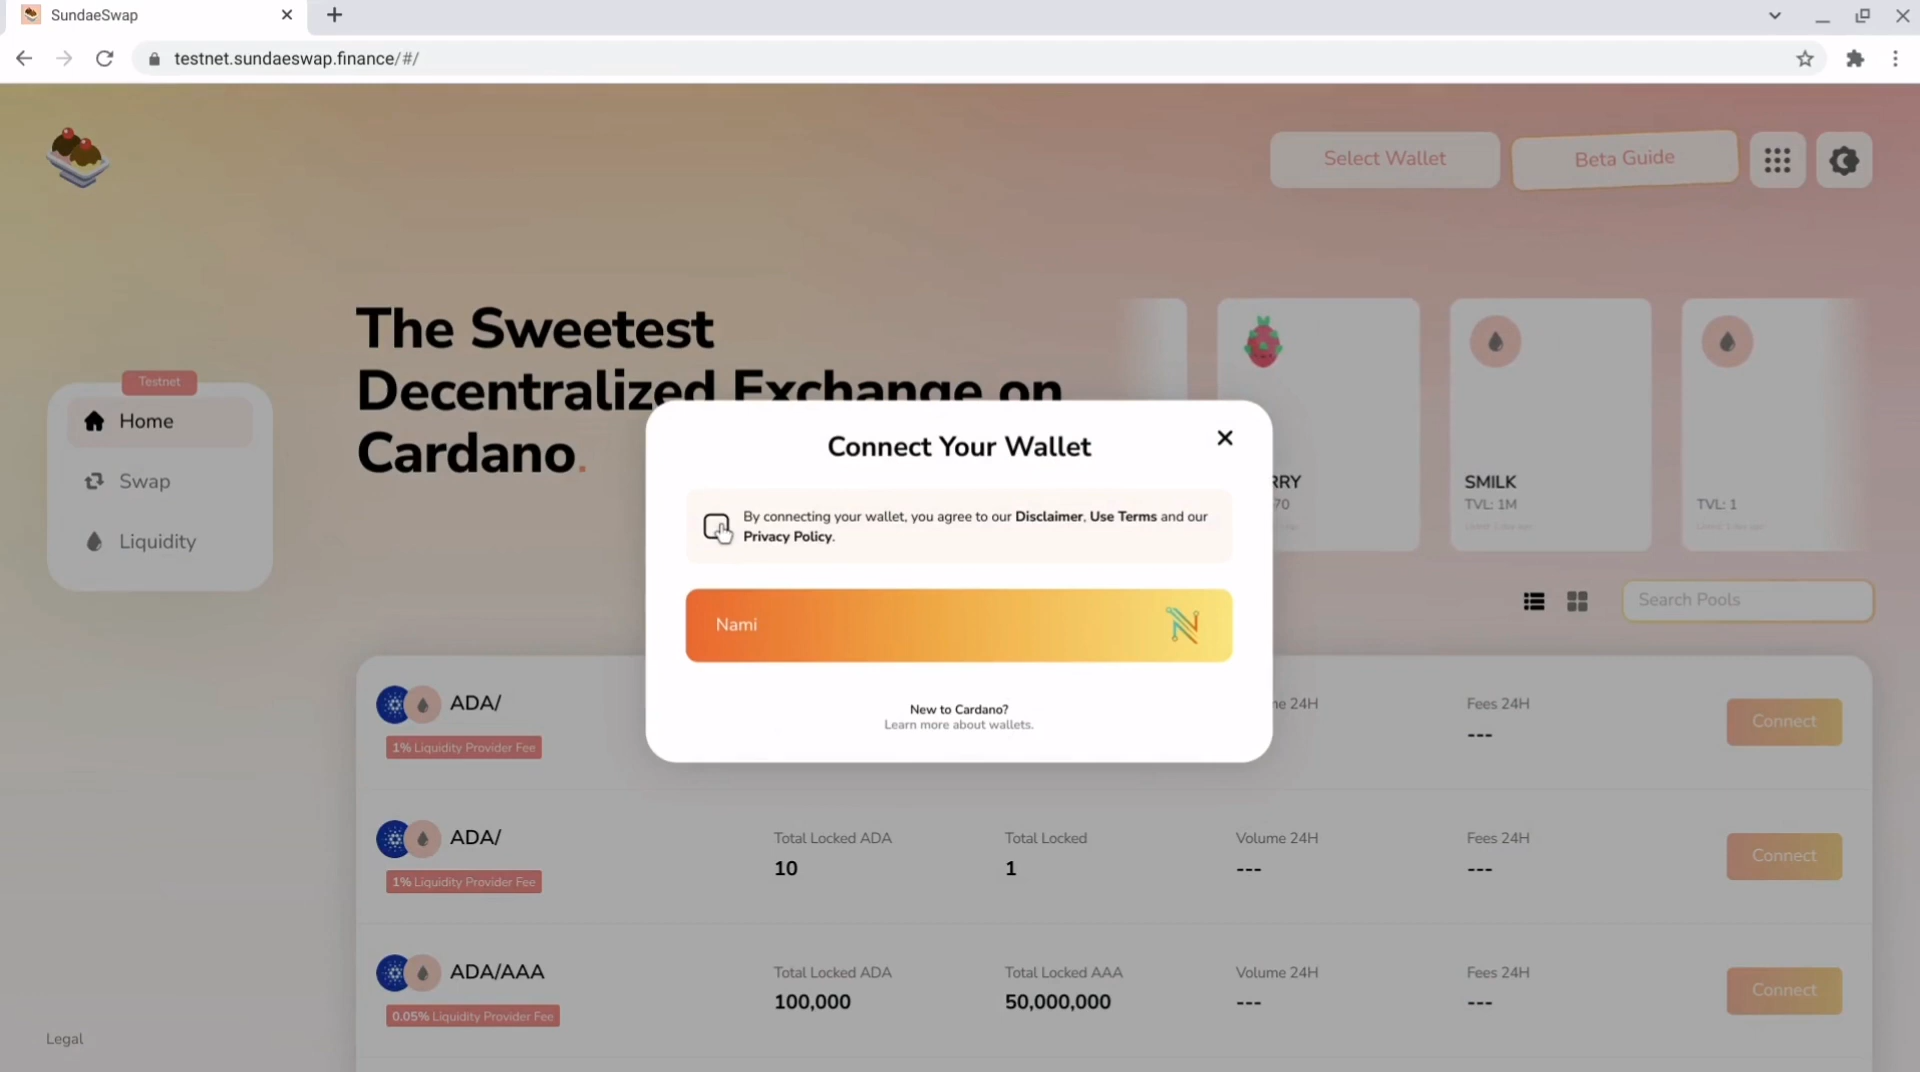 SundaeSwap
testnet.sundaeswap.finance/#/
Select Wallet
Beta Guide
The Sweetest
Decentralized Exchange on
Cardano.
Testnet
Home
Swap
Liquidity
RRY
70
SMILK
TVL: 1M
TVL: 1
Connect Your Wallet
By connecting your wallet, you agree to our Disclaimer, Use Terms and our
Privacy Policy.
Nami
New to Cardano?
Learn more about wallets.
Search Pools
ADA/
1% Liquidity Provider Fee
me 24H
Fees 24H
---
Connect
ADA/
1% Liquidity Provider Fee
Total Locked ADA
10
Total Locked
1
Volume 24H
---
Fees 24H
---
Connect
ADA/AAA
0.05% Liquidity Provider Fee
Total Locked ADA
100,000
Total Locked AAA
50,000,000
Volume 24H
---
Fees 24H
---
Connect
Legal